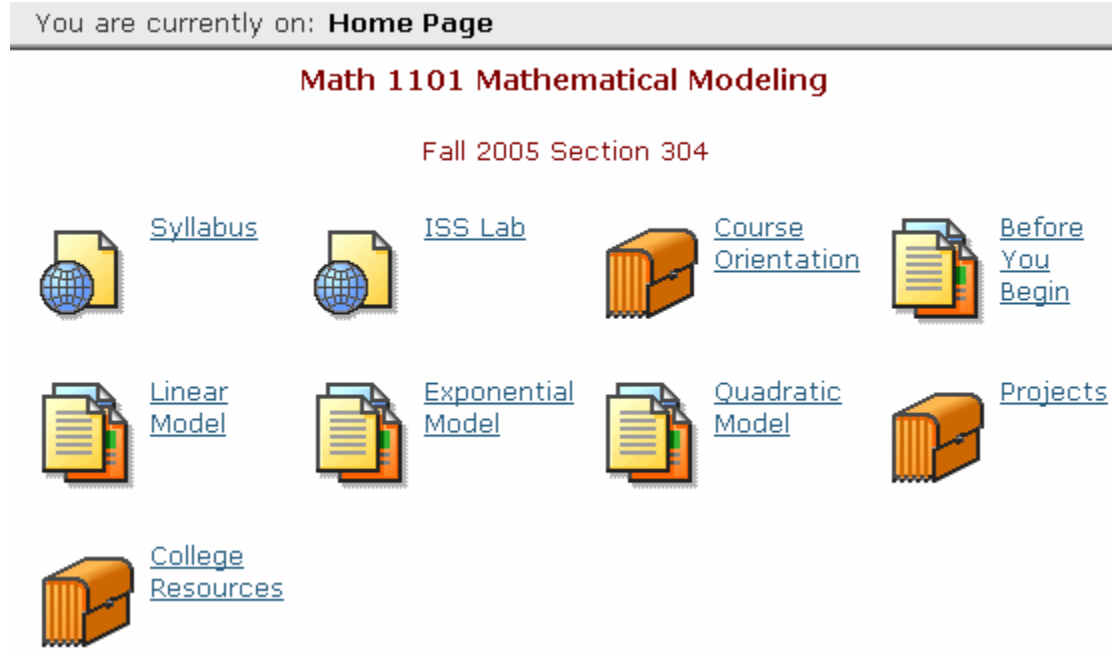 You are currently on: Home Page
Math 1101 Mathematical Modeling
Fall 2005 Section 304
Syllabus
ISS Lab
Course
Orientation
Before
You
Begin
Linear
Model
Exponential
Model
Quadratic
Model
Projects
College
Resources